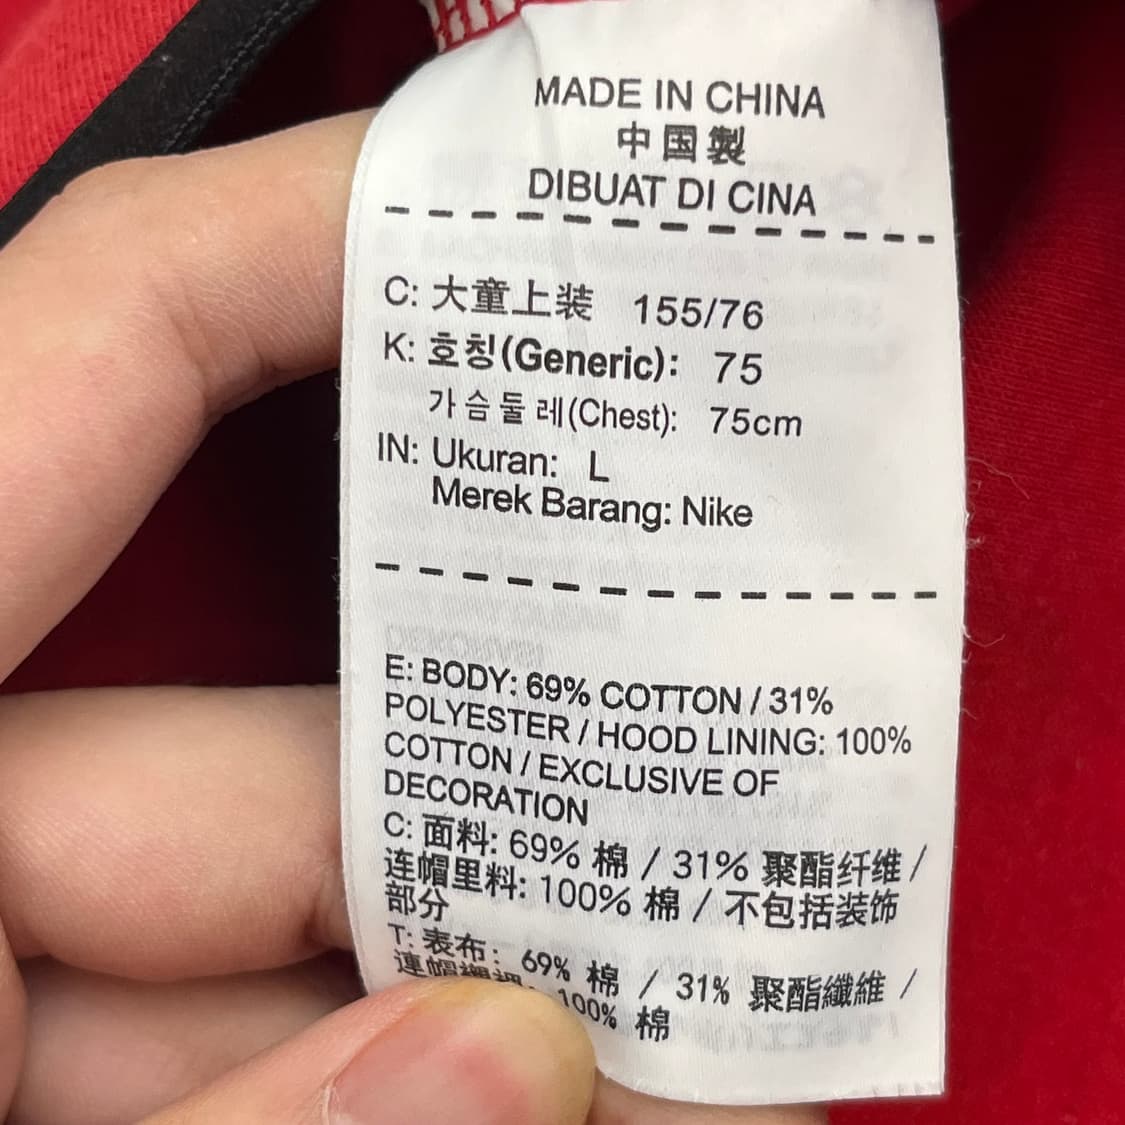 MADE IN CHINA
中国製
DIBUAT DI CINA
C: 大童上装 155/76
K: 호칭(Generic): 75
가슴둘레(Chest): 75cm
IN: Ukuran: L
Merek Barang: Nike
E: BODY: 69% COTTON / 31%
POLYESTER / HOOD LINING: 100%
COTTON / EXCLUSIVE OF
DECORATION
C: 面料: 69% 棉 / 31% 聚酯纤维 /
连帽里料: 100% 棉 / 不包括装饰
部分
T: 表布: 69% 棉 / 31% 聚酯纖維 /
連帽 100% 棉